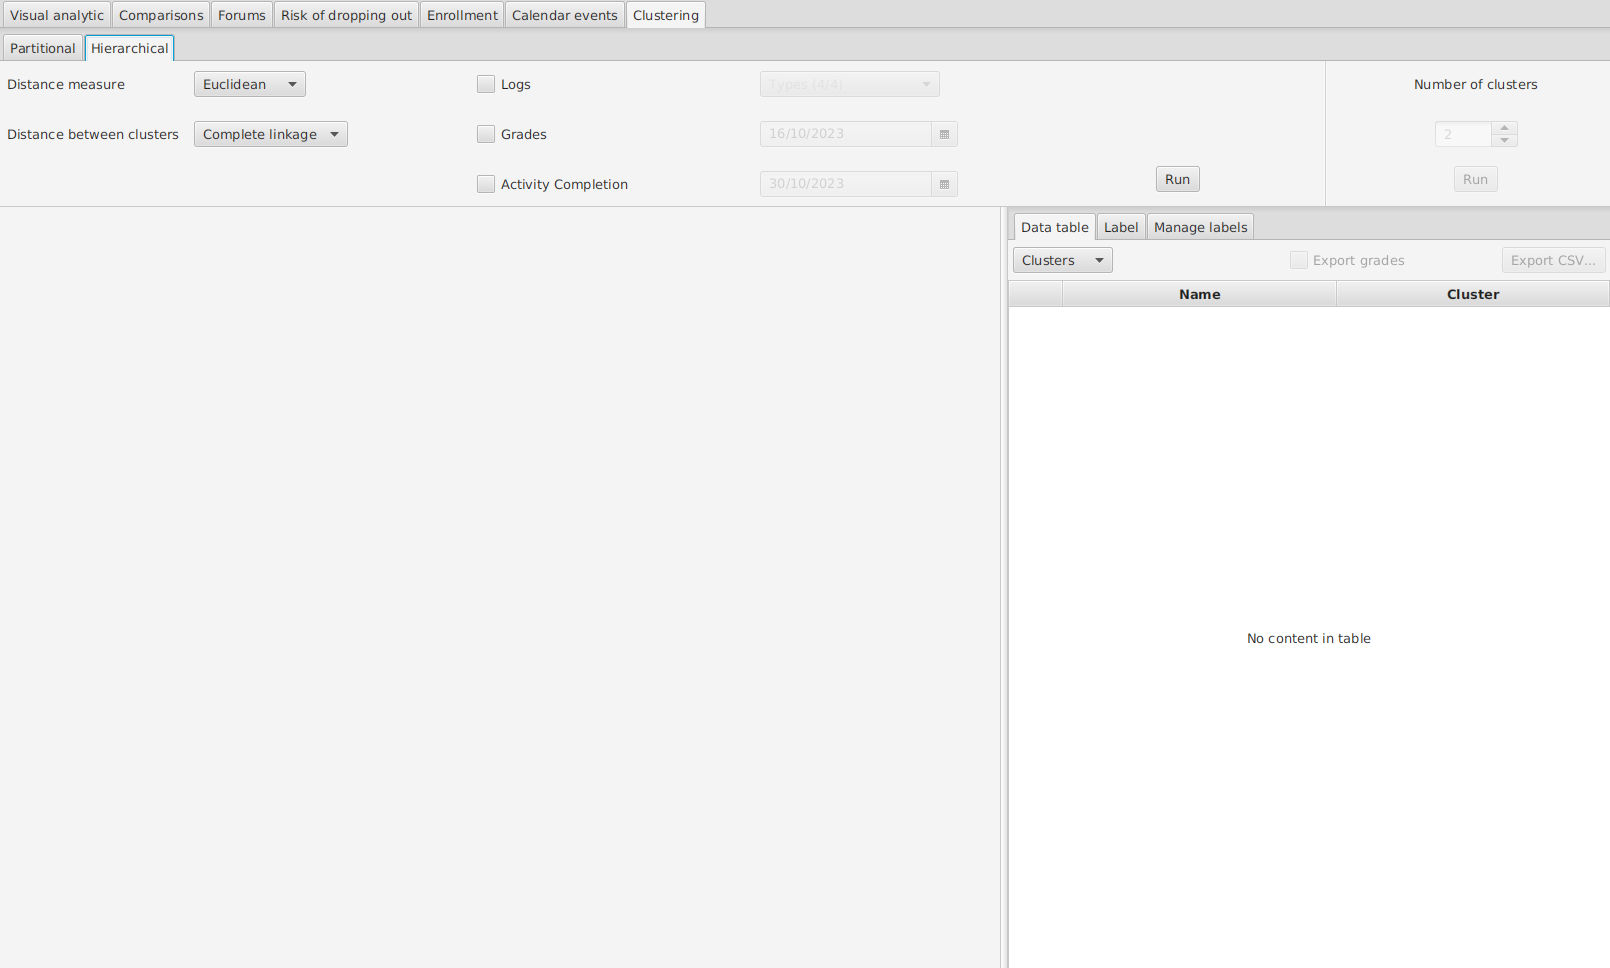 Visual analytic Comparisons Forums Risk of dropping out Enrollment Calendar events Clustering
Partitional Hierarchical
Distance measure Euclidean Logs Types (4/4) Number of clusters
Distance between clusters Complete linkage Grades 16/10/2023 2
Activity Completion 30/10/2023 Run Run
Data table Label Manage labels
Clusters Export grades Export CSV...
Name Cluster
No content in table